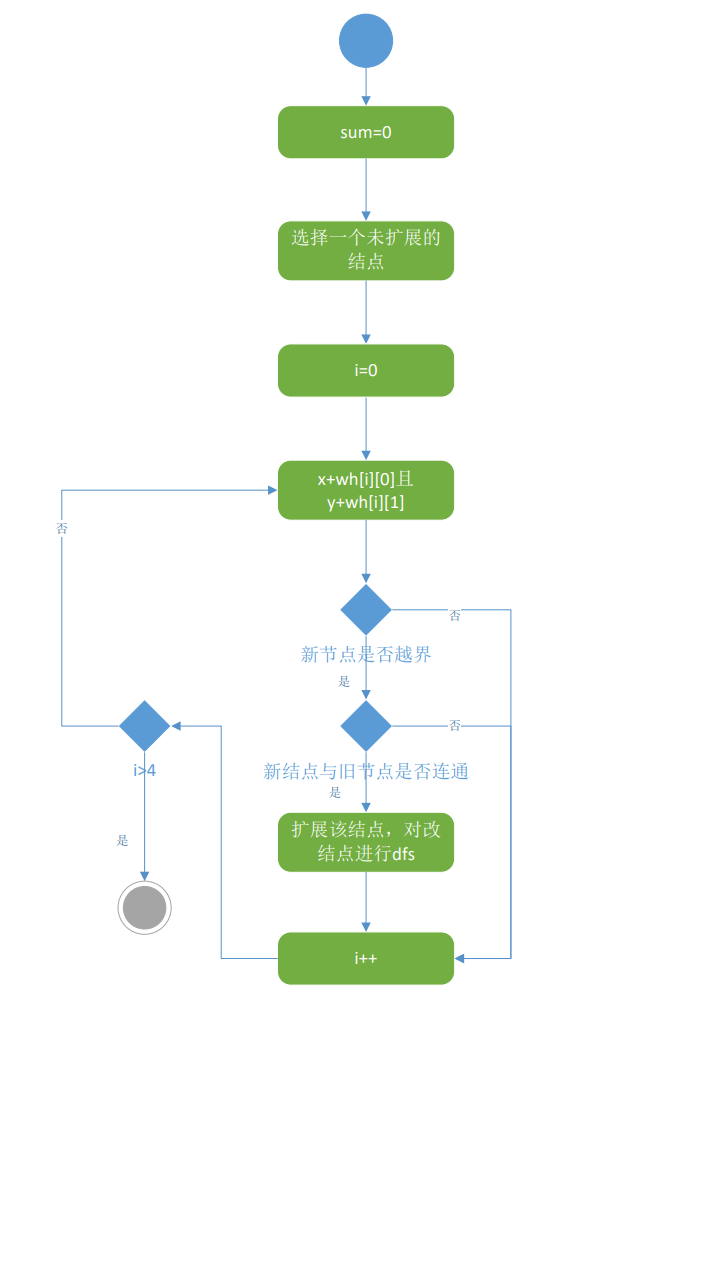 sum=0
选择一个未扩展的
结点
i=0
x+wh[i][0]且
y+wh[i][1]
否
否
新节点是否越界
是
否
i>4
新结点与旧节点是否连通
是
扩展该结点，对改
结点进行dfs
是
i++